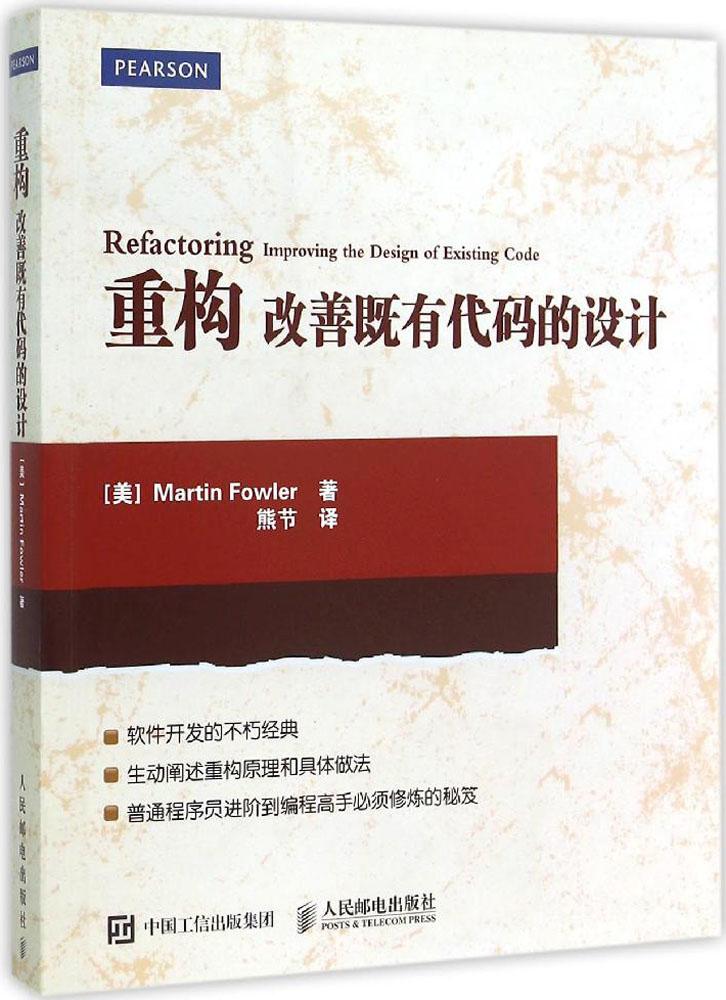 PEARSON
Refactoring Improving the Design of Existing Code
重构 改善既有代码的设计
[美] Martin Fowler 著
熊节 译
软件开发的不朽经典
生动阐述重构原理和具体做法
普通程序员进阶到编程高手必须修炼的秘笈
中国工信出版集团
人民邮电出版社
POSTS & TELECOM PRESS
PEARSON
重构 改善既有代码的设计
[美] Martin Fowler 著
人民邮电出版社